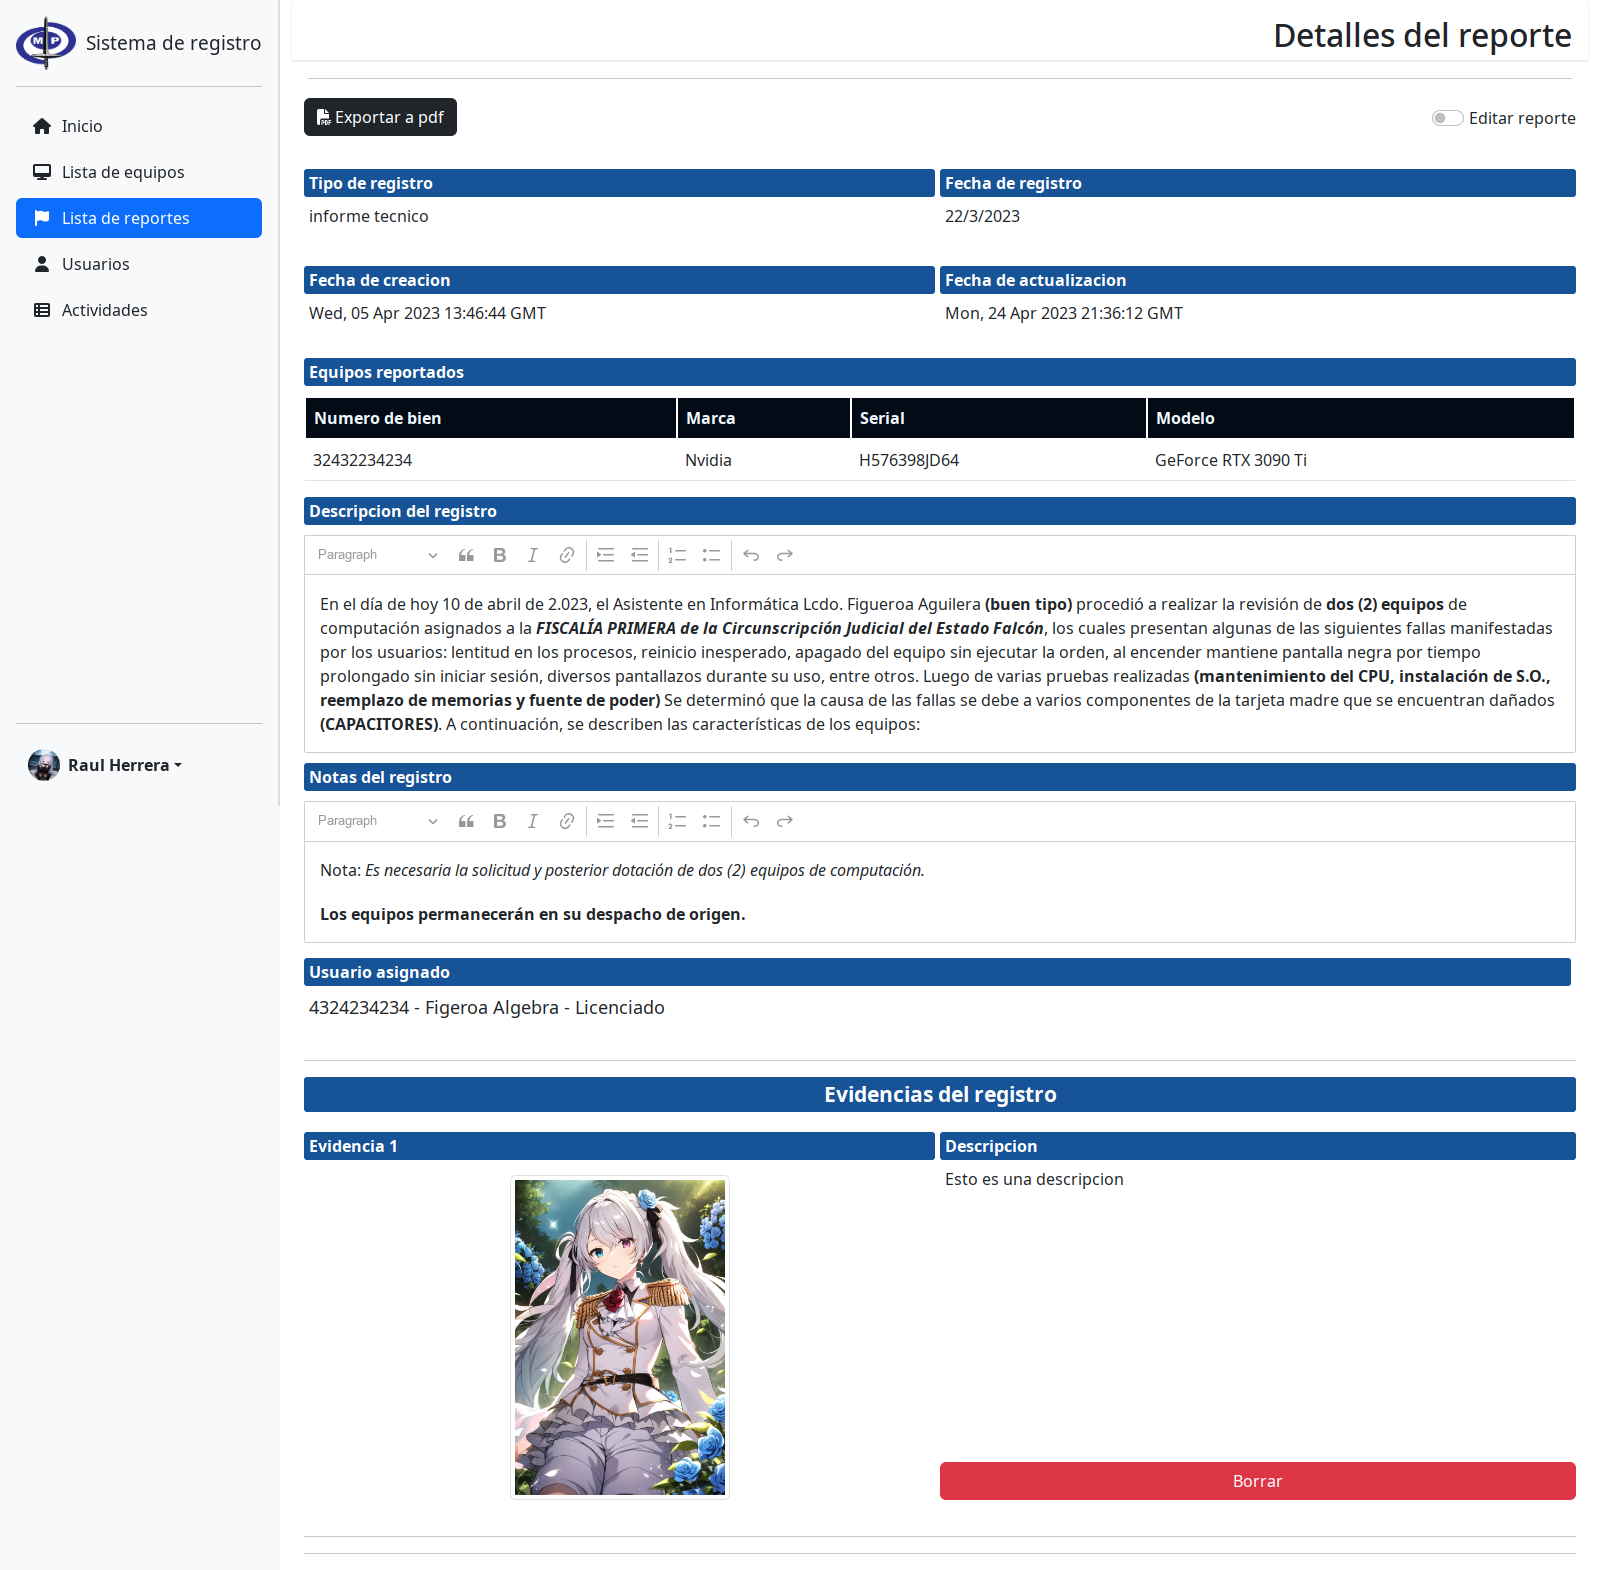 MP
Sistema de registro
Inicio
Lista de equipos
Lista de reportes
Usuarios
Actividades
Raul Herrera
Detalles del reporte
Exportar a pdf
Editar reporte
Tipo de registro
Fecha de registro
informe tecnico
22/3/2023
Fecha de creacion
Fecha de actualizacion
Wed, 05 Apr 2023 13:46:44 GMT
Mon, 24 Apr 2023 21:36:12 GMT
Equipos reportados
Numero de bien Marca Serial Modelo
32432234234 Nvidia H576398JD64 GeForce RTX 3090 Ti
Descripcion del registro
Paragraph
En el día de hoy 10 de abril de 2.023, el Asistente en Informática Lcdo. Figueroa Aguilera (buen tipo) procedió a realizar la revisión de dos (2) equipos de
computación asignados a la FISCALÍA PRIMERA de la Circunscripción Judicial del Estado Falcón, los cuales presentan algunas de las siguientes fallas manifestadas
por los usuarios: lentitud en los procesos, reinicio inesperado, apagado del equipo sin ejecutar la orden, al encender mantiene pantalla negra por tiempo
prolongado sin iniciar sesión, diversos pantallazos durante su uso, entre otros. Luego de varias pruebas realizadas (mantenimiento del CPU, instalación de S.O.,
reemplazo de memorias y fuente de poder) Se determinó que la causa de las fallas se debe a varios componentes de la tarjeta madre que se encuentran dañados
(CAPACITORES). A continuación, se describen las características de los equipos:
Notas del registro
Paragraph
Nota: Es necesaria la solicitud y posterior dotación de dos (2) equipos de computación.
Los equipos permanecerán en su despacho de origen.
Usuario asignado
4324234234 - Figeroa Algebra - Licenciado
Evidencias del registro
Evidencia 1
Descripcion
Esto es una descripcion
Borrar